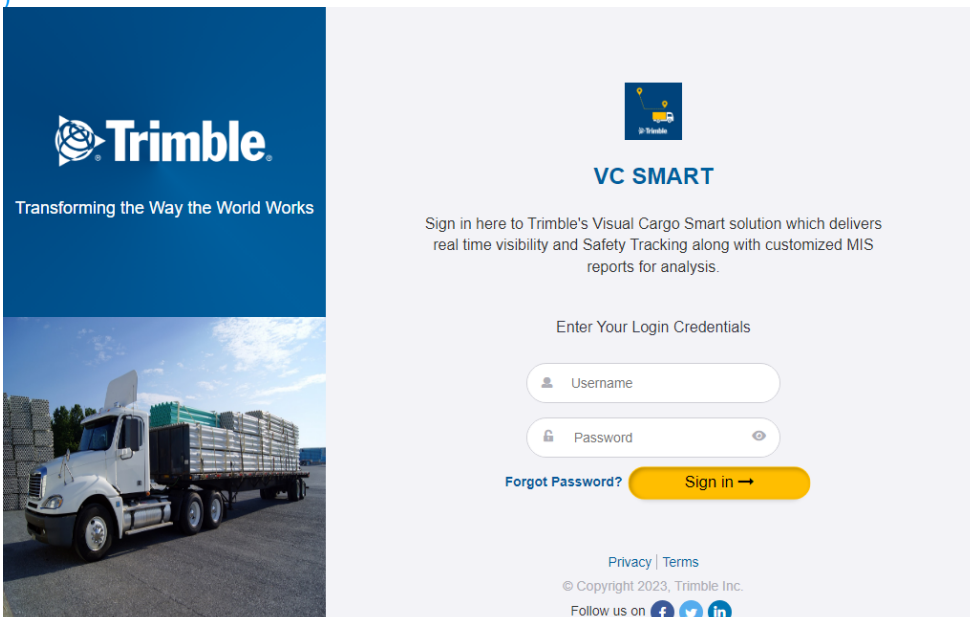 Trimble
Transforming the Way the World Works
Trimble
VC SMART
Sign in here to Trimble's Visual Cargo Smart solution which delivers
real time visibility and Safety Tracking along with customized MIS
reports for analysis.
Enter Your Login Credentials
Username
Password
Forgot Password? Sign in →
Privacy | Terms
© Copyright 2023, Trimble Inc.
Follow us on